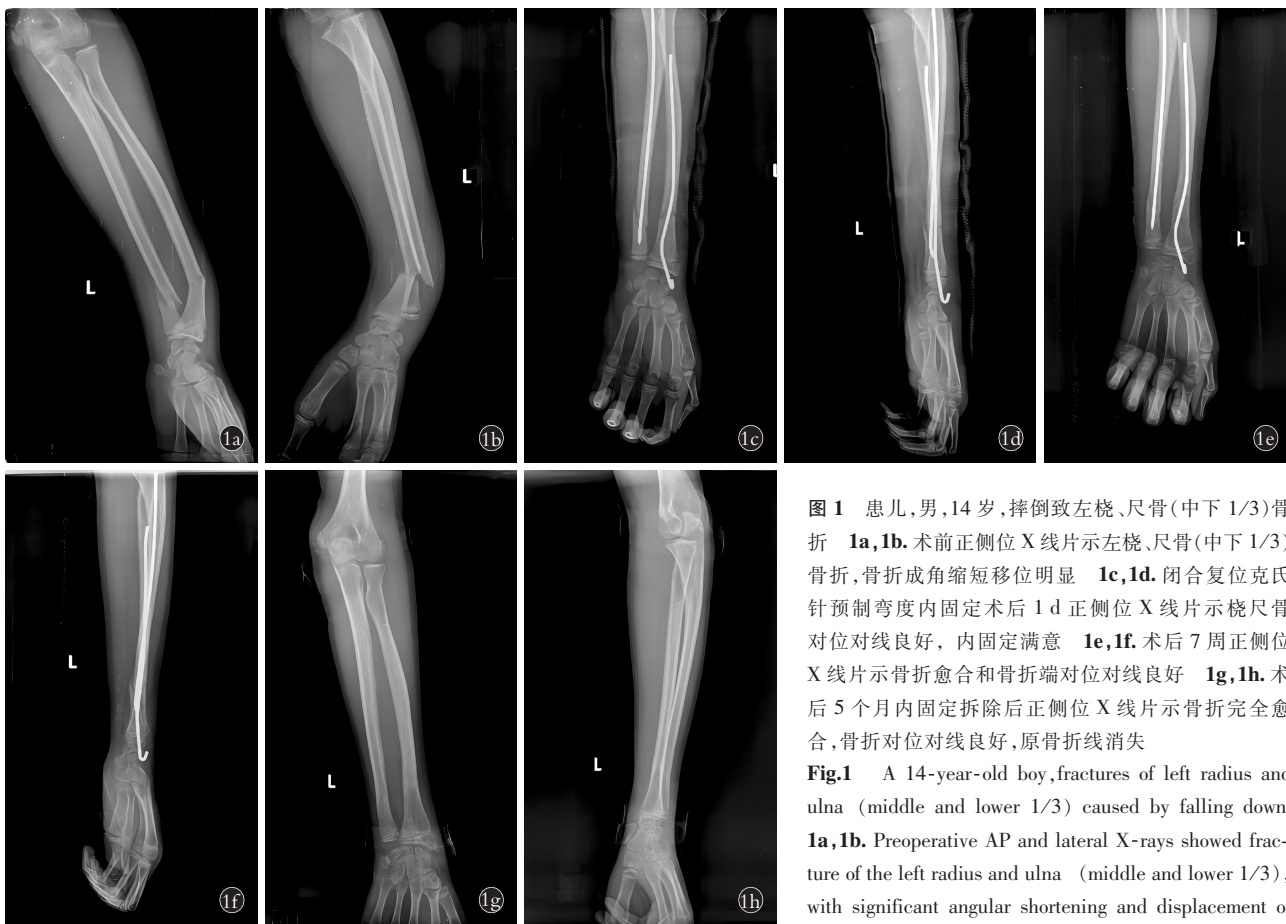 L
1a
L
1b
L
1c
L
1d
L
1e
L
1f
L
1g
L
1h
图 1 患儿,男,14 岁,摔倒致左桡、尺骨(中下 1/3)骨
折 1a,1b. 术前正侧位 X 线片示左桡、尺骨(中下 1/3)
骨折,骨折成角缩短移位明显 1c,1d. 闭合复位克氏
针预制弯度内固定术后 1 d 正侧位 X 线片示桡尺骨
对位对线良好, 内固定满意 1e,1f. 术后 7 周正侧位
X 线片示骨折愈合和骨折端对位对线良好 1g,1h. 术
后 5 个月内固定拆除后正侧位 X 线片示骨折完全愈
合,骨折对位对线良好,原骨折线消失
Fig.1 A 14-year-old boy,fractures of left radius and
ulna (middle and lower 1/3) caused by falling down
1a,1b. Preoperative AP and lateral X-rays showed frac-
ture of the left radius and ulna (middle and lower 1/3),
with significant angular shortening and displacement